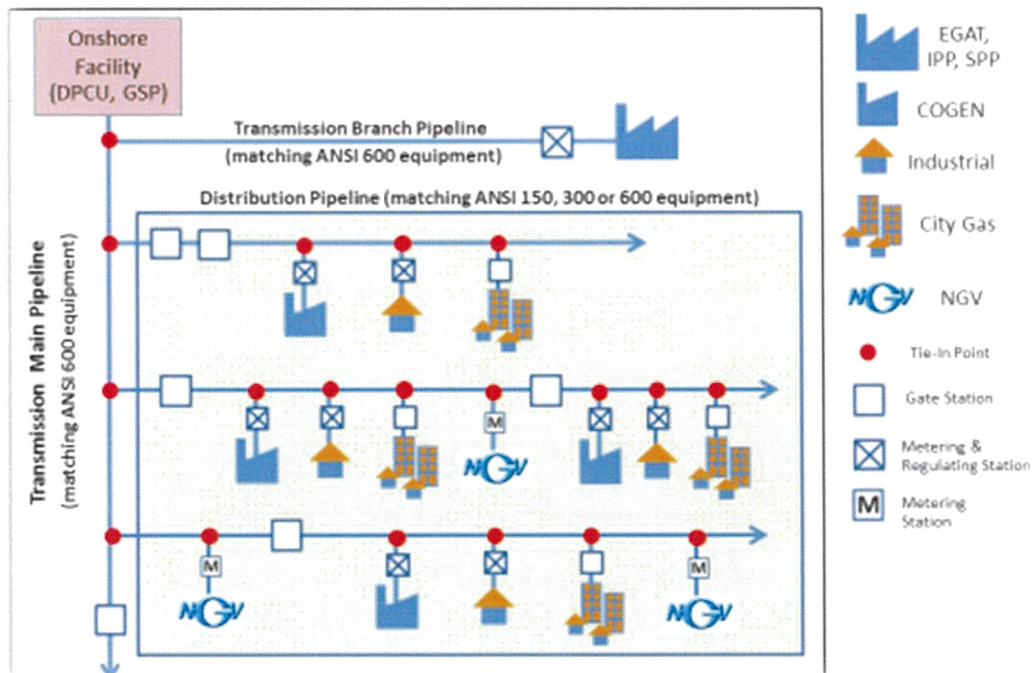 Onshore
Facility
(DPCU, GSP)
Transmission Branch Pipeline
(matching ANSI 600 equipment)
Distribution Pipeline (matching ANSI 150, 300 or 600 equipment)
Transmission Main Pipeline
(matching ANSI 600 equipment)
M
NGV
M
NGV
M
NGV
EGAT,
IPP, SPP
COGEN
Industrial
City Gas
NGV
NGV
Tie-In Point
Gate Station
Metering &
Regulating Station
M
Metering
Station